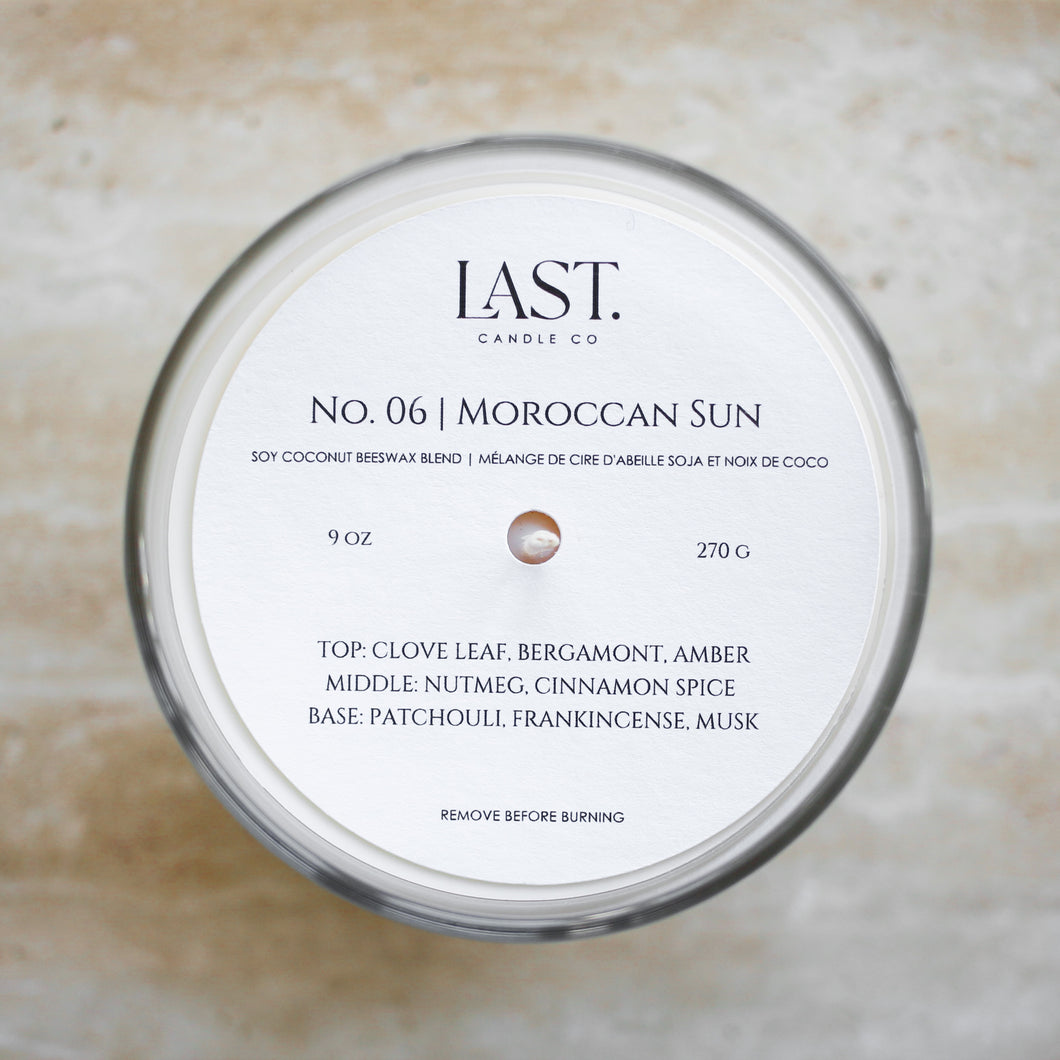 LAST.
CANDLE CO
No. 06 | Moroccan Sun
SOY COCONUT BEESWAX BLEND | MÉLANGE DE CIRE D'ABEILLE SOJA ET NOIX DE COCO
9 oz
270 g
TOP: CLOVE LEAF, BERGAMONT, AMBER
MIDDLE: NUTMEG, CINNAMON SPICE
BASE: PATCHOULI, FRANKINCENSE, MUSK
REMOVE BEFORE BURNING